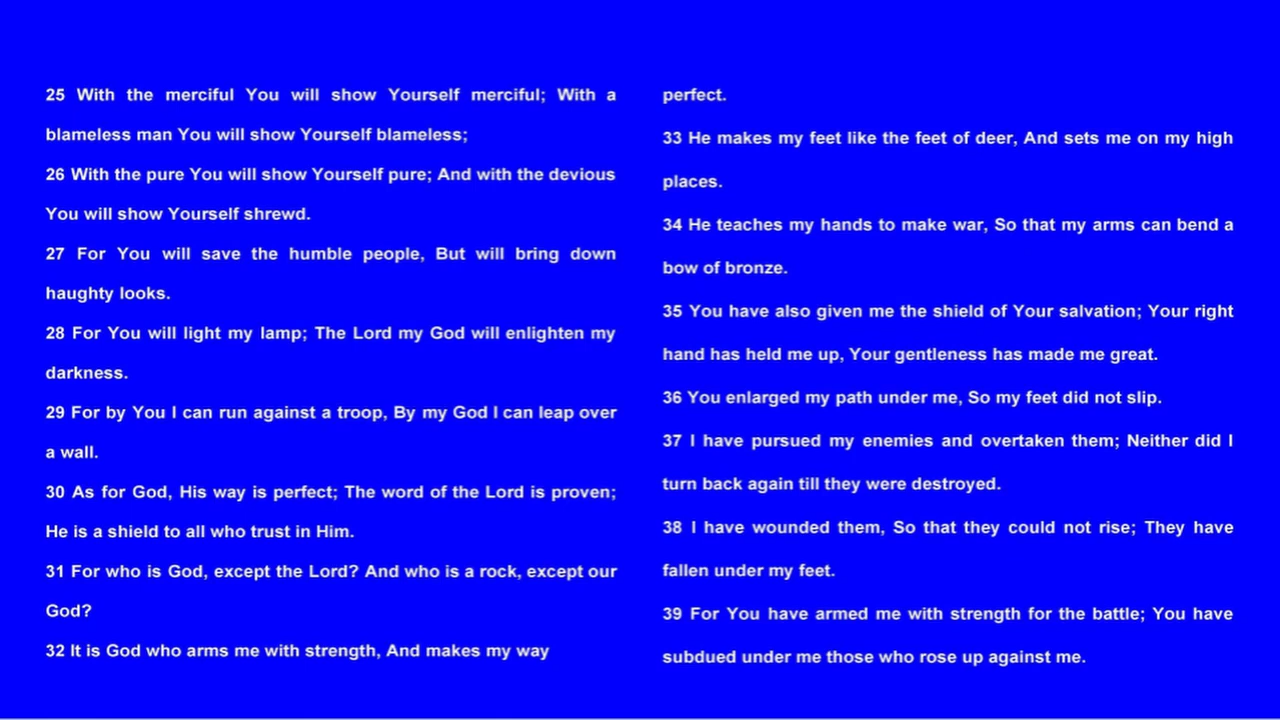 25 With the merciful You will show Yourself merciful; With a
blameless man You will show Yourself blameless;
26 With the pure You will show Yourself pure; And with the devious
You will show Yourself shrewd.
27 For You will save the humble people, But will bring down
haughty looks.
28 For You will light my lamp; The Lord my God will enlighten my
darkness.
29 For by You I can run against a troop, By my God I can leap over
a wall.
30 As for God, His way is perfect; The word of the Lord is proven;
He is a shield to all who trust in Him.
31 For who is God, except the Lord? And who is a rock, except our
God?
32 It is God who arms me with strength, And makes my way
perfect.
33 He makes my feet like the feet of deer, And sets me on my high
places.
34 He teaches my hands to make war, So that my arms can bend a
bow of bronze.
35 You have also given me the shield of Your salvation; Your right
hand has held me up, Your gentleness has made me great.
36 You enlarged my path under me, So my feet did not slip.
37 I have pursued my enemies and overtaken them; Neither did I
turn back again till they were destroyed.
38 I have wounded them, So that they could not rise; They have
fallen under my feet.
39 For You have armed me with strength for the battle; You have
subdued under me those who rose up against me.